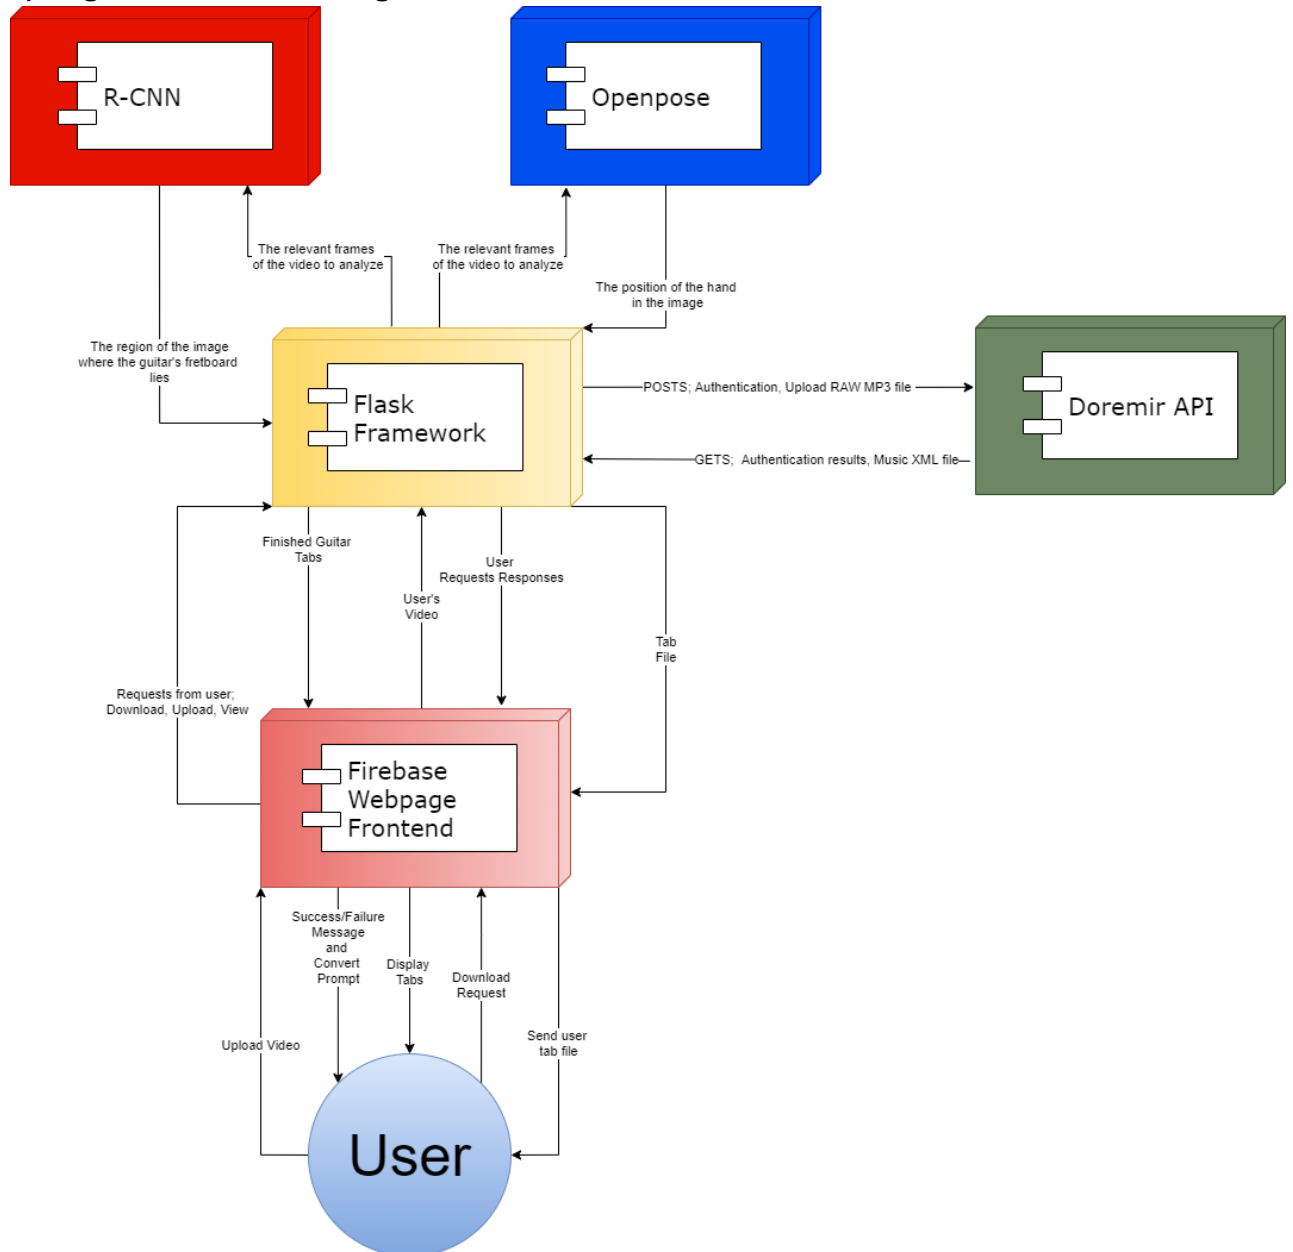 R-CNN
Openpose
The relevant frames
of the video to analyze
The relevant frames
of the video to analyze
The position of the hand
in the image
The region of the image
where the guitar's fretboard
lies
Flask
Framework
POSTS; Authentication, Upload RAW MP3 file
Doremir API
GETS;  Authentication results, Music XML file
Finished Guitar
Tabs
User
Requests Responses
User's
Video
Tab
File
Requests from user;
Download, Upload, View
Firebase
Webpage
Frontend
Success/Failure
Message
and
Convert
Prompt
Display
Tabs
Download
Request
Send user
tab file
Upload Video
User